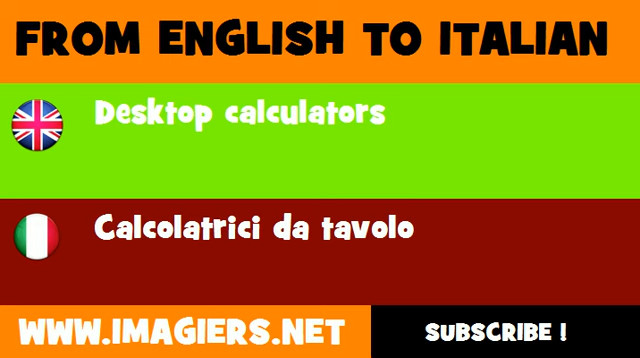 FROM ENGLISH TO ITALIAN
Desktop calculators
Calcolatrici da tavolo
WWW.IMAGIERS.NET
SUBSCRIBE !